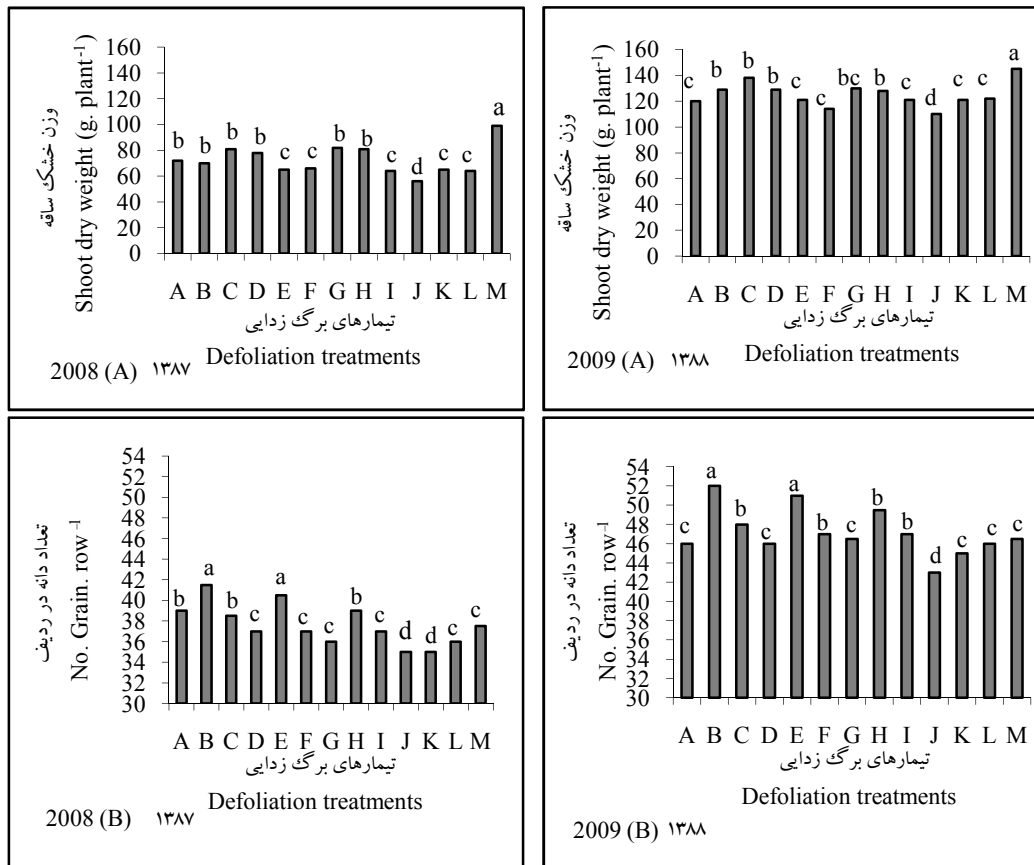 وزن خشک ساقه
Shoot dry weight (g. plant⁻¹)
160
140
120
100
80
60
40
20
0
b b c b b c c b b c d c c a
A B C D E F G H I J K L M
تیمارهای برگ زدایی
Defoliation treatments
2008 (A) ۱۳۸۷
وزن خشک ساقه
Shoot dry weight (g. plant⁻¹)
160
140
120
100
80
60
40
20
0
c b b b c c bc b c d c c a
A B C D E F G H I J K L M
تیمارهای برگ زدایی
Defoliation treatments
2009 (A) ۱۳۸۸
تعداد دانه در ردیف
No. Grain. row⁻¹
54
52
50
48
46
44
42
40
38
36
34
32
30
b a b c a c c b c d d c c
A B C D E F G H I J K L M
تیمارهای برگ زدایی
Defoliation treatments
2008 (B) ۱۳۸۷
تعداد دانه در ردیف
No. Grain. row⁻¹
54
52
50
48
46
44
42
40
38
36
34
32
30
c a b c a b c b b d c c c
A B C D E F G H I J K L M
تیمارهای برگ زدایی
Defoliation treatments
2009 (B) ۱۳۸۸